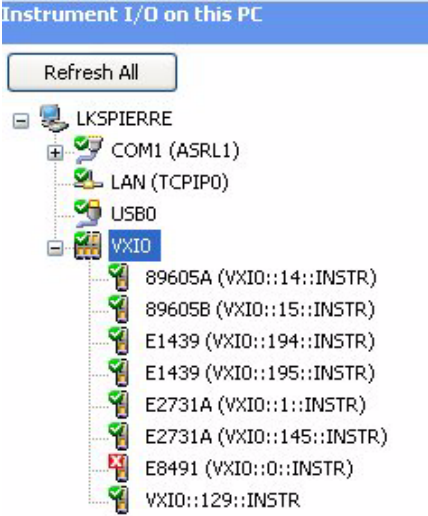 Instrument I/O on this PC
Refresh All
LKSPIERRE
COM1 (ASRL1)
LAN (TCPIP0)
USB0
VXI0
89605A (VXI0::14::INSTR)
89605B (VXI0::15::INSTR)
E1439 (VXI0::194::INSTR)
E1439 (VXI0::195::INSTR)
E2731A (VXI0::1::INSTR)
E2731A (VXI0::145::INSTR)
E8491 (VXI0::0::INSTR)
VXI0::129::INSTR